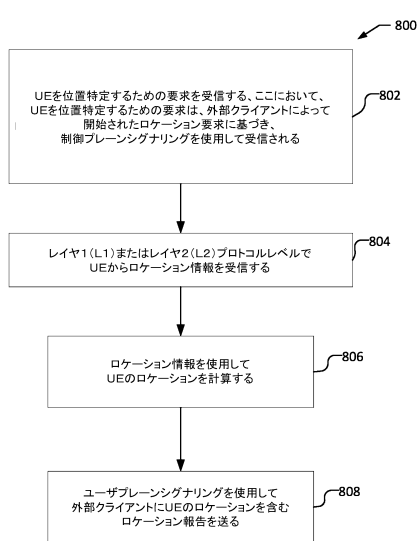 800
UEを位置特定するための要求を受信する、ここにおいて、
UEを位置特定するための要求は、外部クライアントによって
開始されたロケーション要求に基づき、
制御プレーンシグナリングを使用して受信される
802
レイヤ1(L1)またはレイヤ2(L2)プロトコルレベルで
UEからロケーション情報を受信する
804
ロケーション情報を使用して
UEのロケーションを計算する
806
ユーザプレーンシグナリングを使用して
外部クライアントにUEのロケーションを含む
ロケーション報告を送る
808